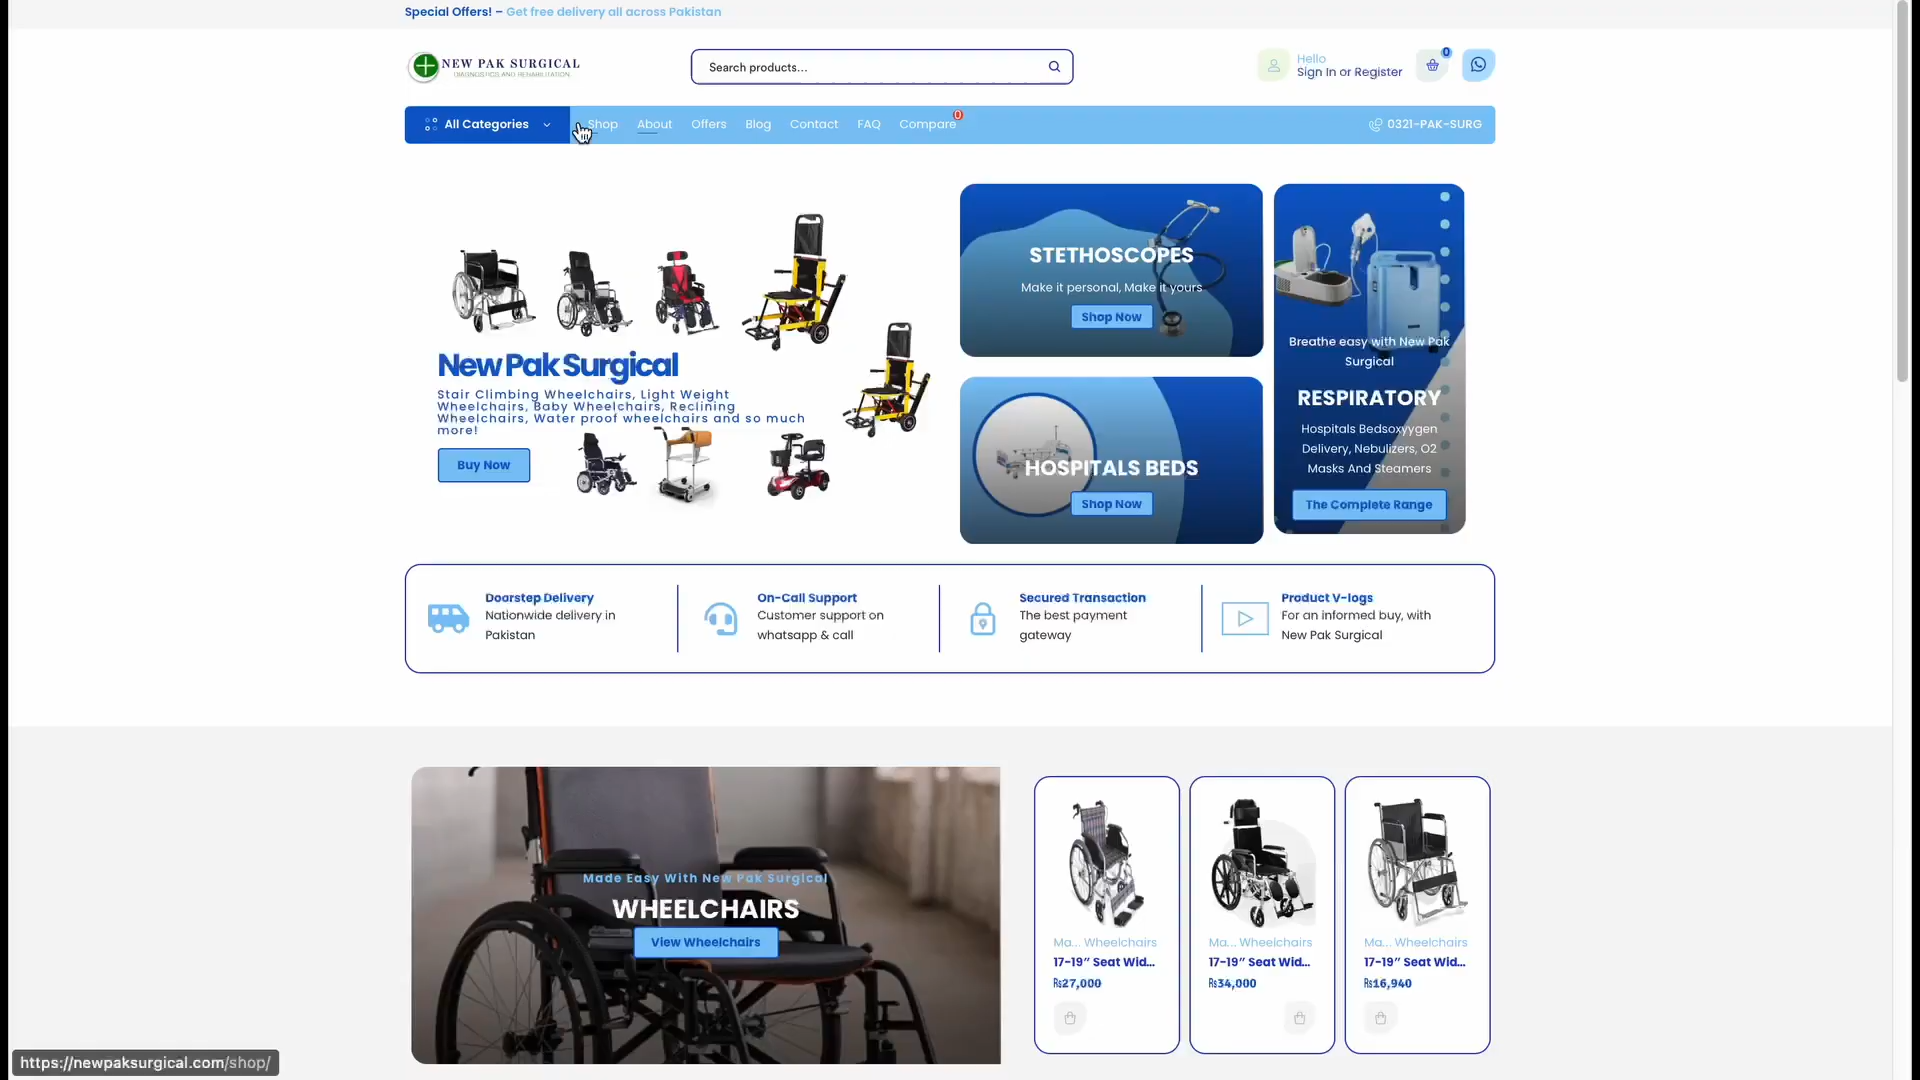 Special Offers! – Get free delivery all across Pakistan
NEW PAK SURGICAL
DIAGNOSTICS AND REHABILITATION
Search products...
0
Hello
Sign In or Register
All Categories
Shop
About
Offers
Blog
Contact
FAQ
Compare
0
0321-PAK-SURG
New Pak Surgical
Stair Climbing Wheelchairs, Light Weight
Wheelchairs, Baby Wheelchairs, Reclining
Wheelchairs, Water proof wheelchairs and so much
more!
Buy Now
STETHOSCOPES
Make it personal, Make it yours
Shop Now
HOSPITALS BEDS
Shop Now
Breathe easy with New Pak
Surgical
RESPIRATORY
Hospitals Bedsoxyygen
Delivery, Nebulizers, O2
Masks And Steamers
The Complete Range
Doorstep Delivery
Nationwide delivery in
Pakistan
On-Call Support
Customer support on
whatsapp & call
Secured Transaction
The best payment
gateway
Product V-logs
For an informed buy, with
New Pak Surgical
Made Easy With New Pak Surgical
WHEELCHAIRS
View Wheelchairs
Ma... Wheelchairs
17-19” Seat Wid...
₨27,000
Ma... Wheelchairs
17-19” Seat Wid...
₨34,000
Ma... Wheelchairs
17-19” Seat Wid...
₨16,940
https://newpaksurgical.com/shop/